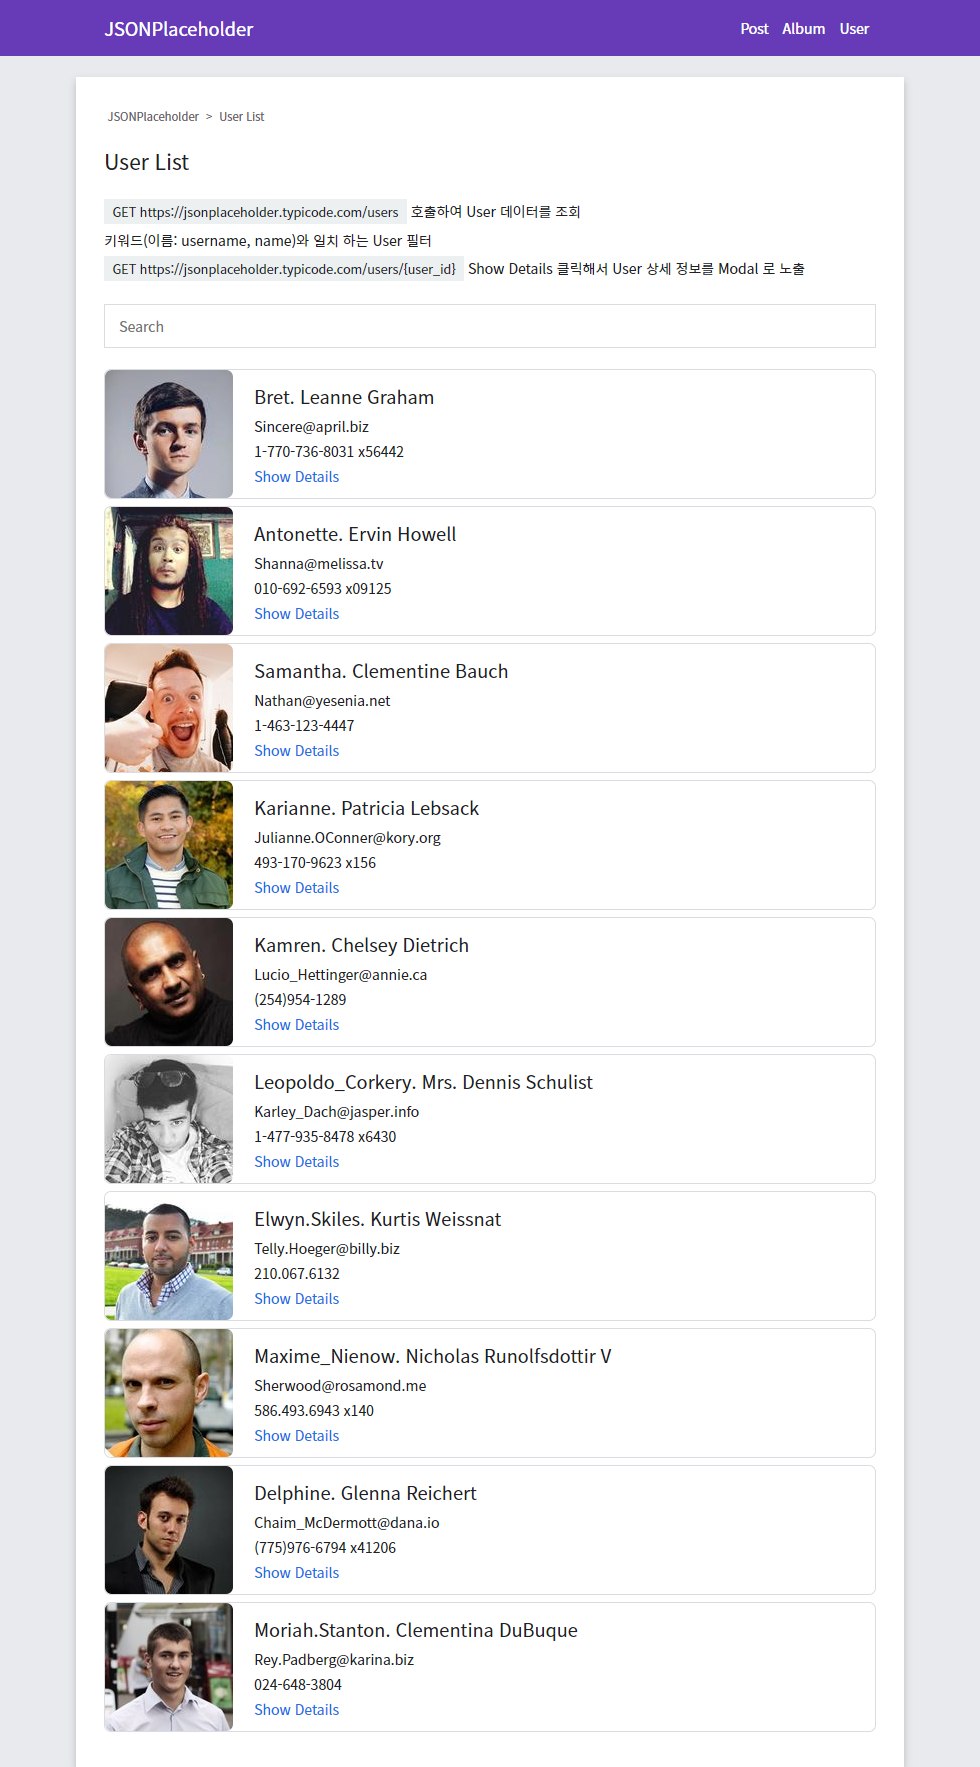 JSONPlaceholder
Post Album User
JSONPlaceholder > User List
User List
GET https://jsonplaceholder.typicode.com/users 호출하여 User 데이터를 조회
키워드(이름: username, name)와 일치 하는 User 필터
GET https://jsonplaceholder.typicode.com/users/{user_id} Show Details 클릭해서 User 상세 정보를 Modal 로 노출
Search
Bret. Leanne Graham
Sincere@april.biz
1-770-736-8031 x56442
Show Details
Antonette. Ervin Howell
Shanna@melissa.tv
010-692-6593 x09125
Show Details
Samantha. Clementine Bauch
Nathan@yesenia.net
1-463-123-4447
Show Details
Karianne. Patricia Lebsack
Julianne.OConner@kory.org
493-170-9623 x156
Show Details
Kamren. Chelsey Dietrich
Lucio_Hettinger@annie.ca
(254)954-1289
Show Details
Leopoldo_Corkery. Mrs. Dennis Schulist
Karley_Dach@jasper.info
1-477-935-8478 x6430
Show Details
Elwyn.Skiles. Kurtis Weissnat
Telly.Hoeger@billy.biz
210.067.6132
Show Details
Maxime_Nienow. Nicholas Runolfsdottir V
Sherwood@rosamond.me
586.493.6943 x140
Show Details
Delphine. Glenna Reichert
Chaim_McDermott@dana.io
(775)976-6794 x41206
Show Details
Moriah.Stanton. Clementina DuBuque
Rey.Padberg@karina.biz
024-648-3804
Show Details